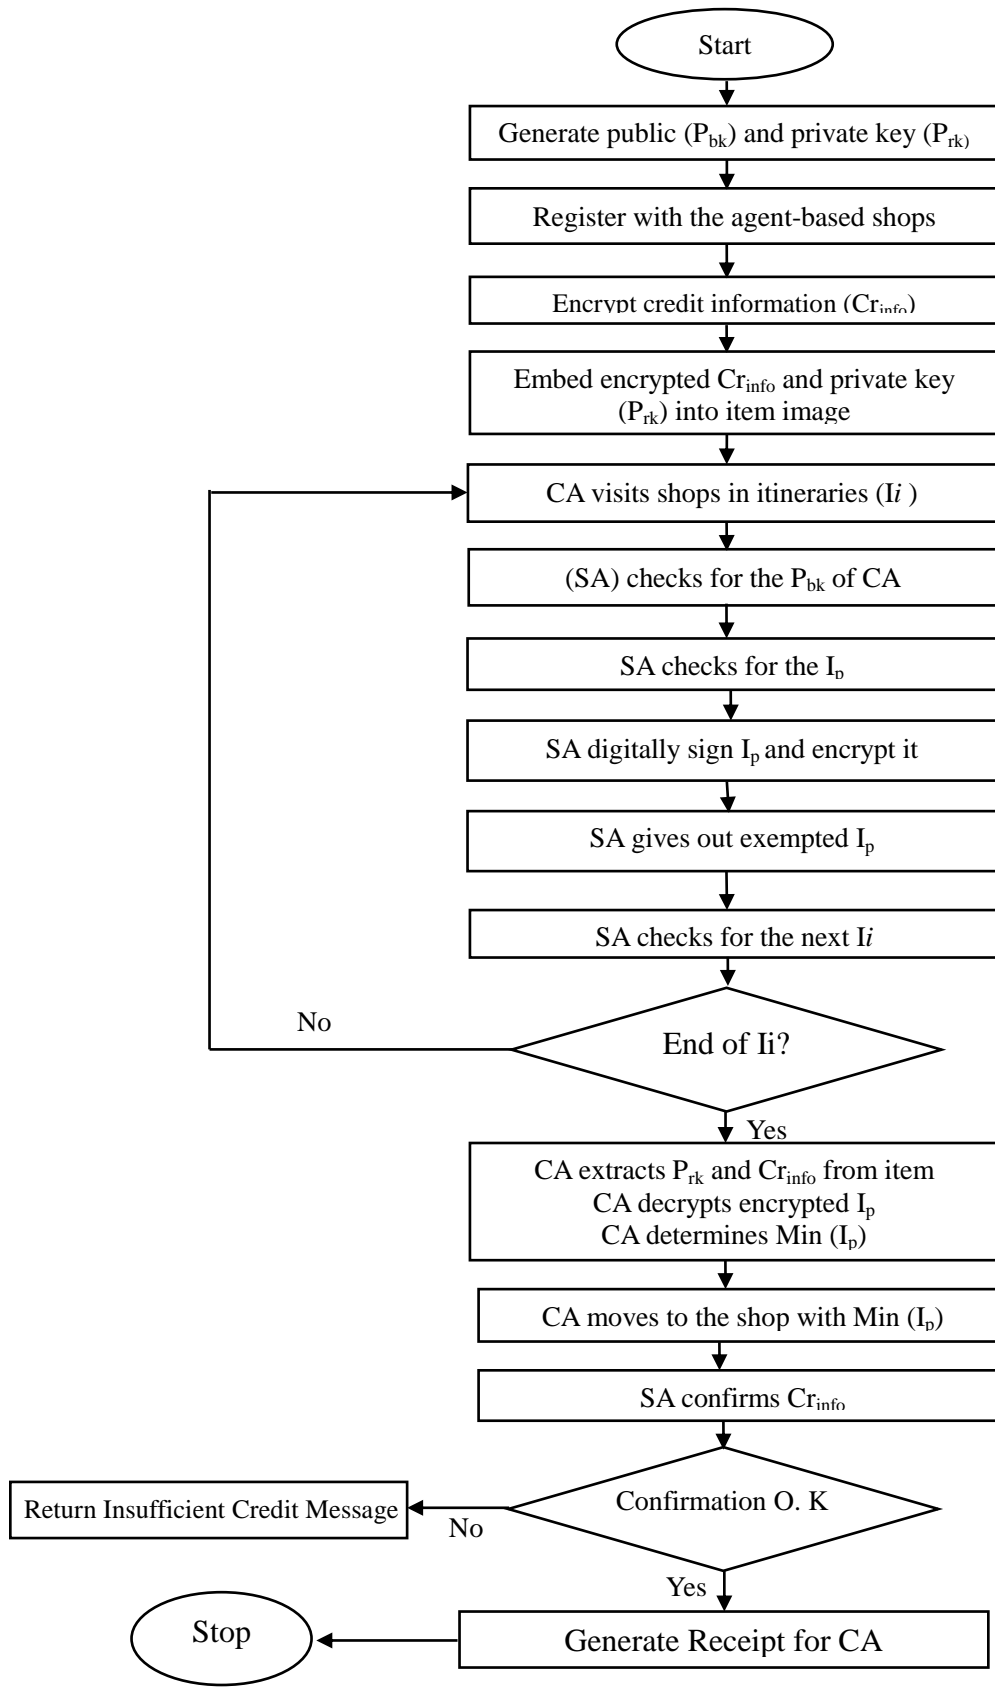 Start
Generate public (Pbk) and private key (Prk)
Register with the agent-based shops
Encrypt credit information (Crinfo)
Embed encrypted Crinfo and private key
(Prk) into item image
CA visits shops in itineraries (Ii )
(SA) checks for the Pbk of CA
SA checks for the Ip
SA digitally sign Ip and encrypt it
SA gives out exempted Ip
SA checks for the next Ii
No
End of Ii?
Yes
CA extracts Prk and Crinfo from item
CA decrypts encrypted Ip
CA determines Min (Ip)
CA moves to the shop with Min (Ip)
SA confirms Crinfo
Confirmation O. K
Return Insufficient Credit Message
No
Yes
Stop
Generate Receipt for CA